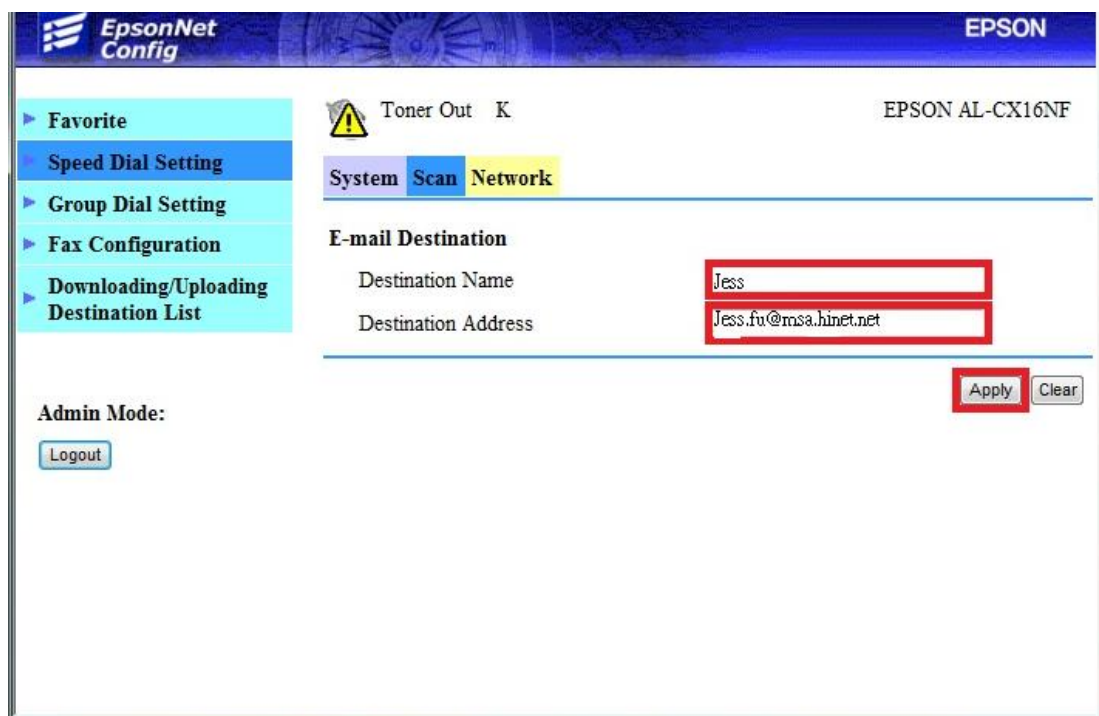 EpsonNet
Config
EPSON
W
E
Favorite
Speed Dial Setting
Group Dial Setting
Fax Configuration
Downloading/Uploading
Destination List
Admin Mode:
Logout
Toner Out K
EPSON AL-CX16NF
System Scan Network
E-mail Destination
Destination Name Jess
Destination Address Jess.fu@msa.hinet.net
Apply Clear